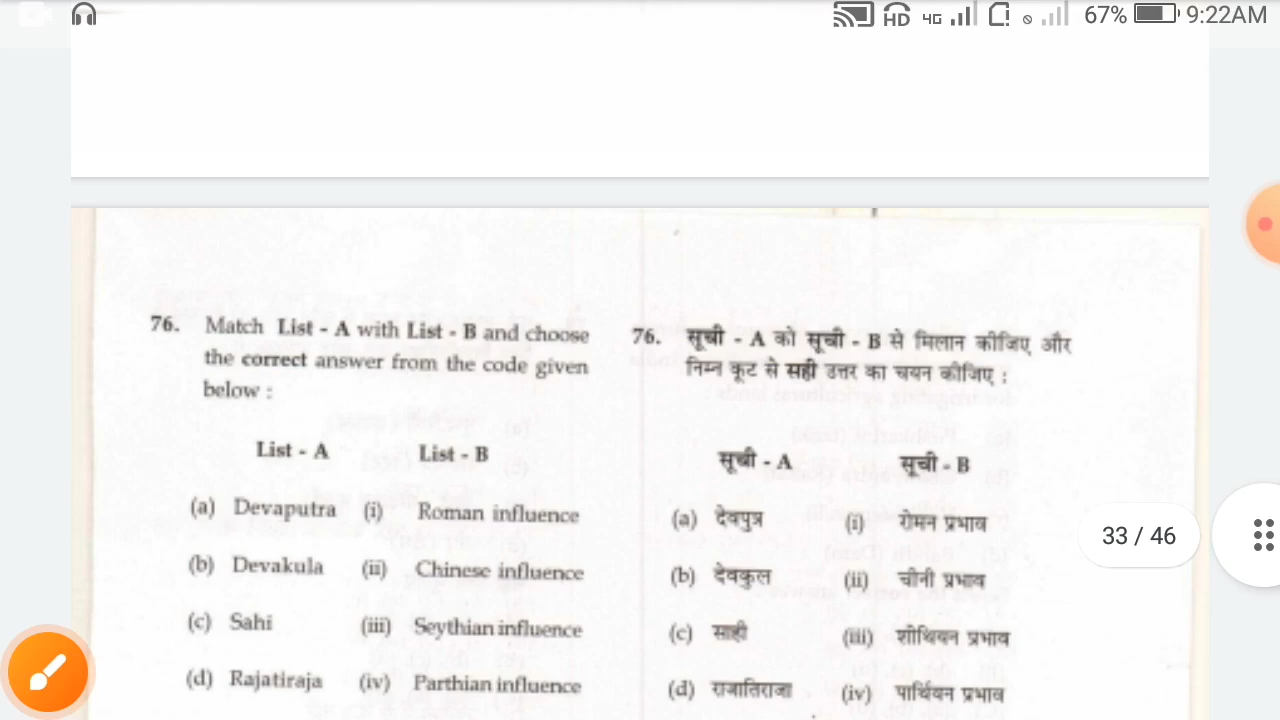 HD 4G 67% 9:22AM
76. Match List - A with List - B and choose
the correct answer from the code given
below :
List - A List - B
(a) Devaputra (i) Roman influence
(b) Devakula (ii) Chinese influence
(c) Sahi (iii) Seythian influence
(d) Rajatiraja (iv) Parthian influence
76. सूची - A को सूची - B से मिलान कीजिए और
निम्न कूट से सही उत्तर का चयन कीजिए :
सूची - A सूची - B
(a) देवपुत्र (i) रोमन प्रभाव
(b) देवकुल (ii) चीनी प्रभाव
(c) साही (iii) शीथियन प्रभाव
(d) राजातिराजा (iv) पार्थियन प्रभाव
33 / 46